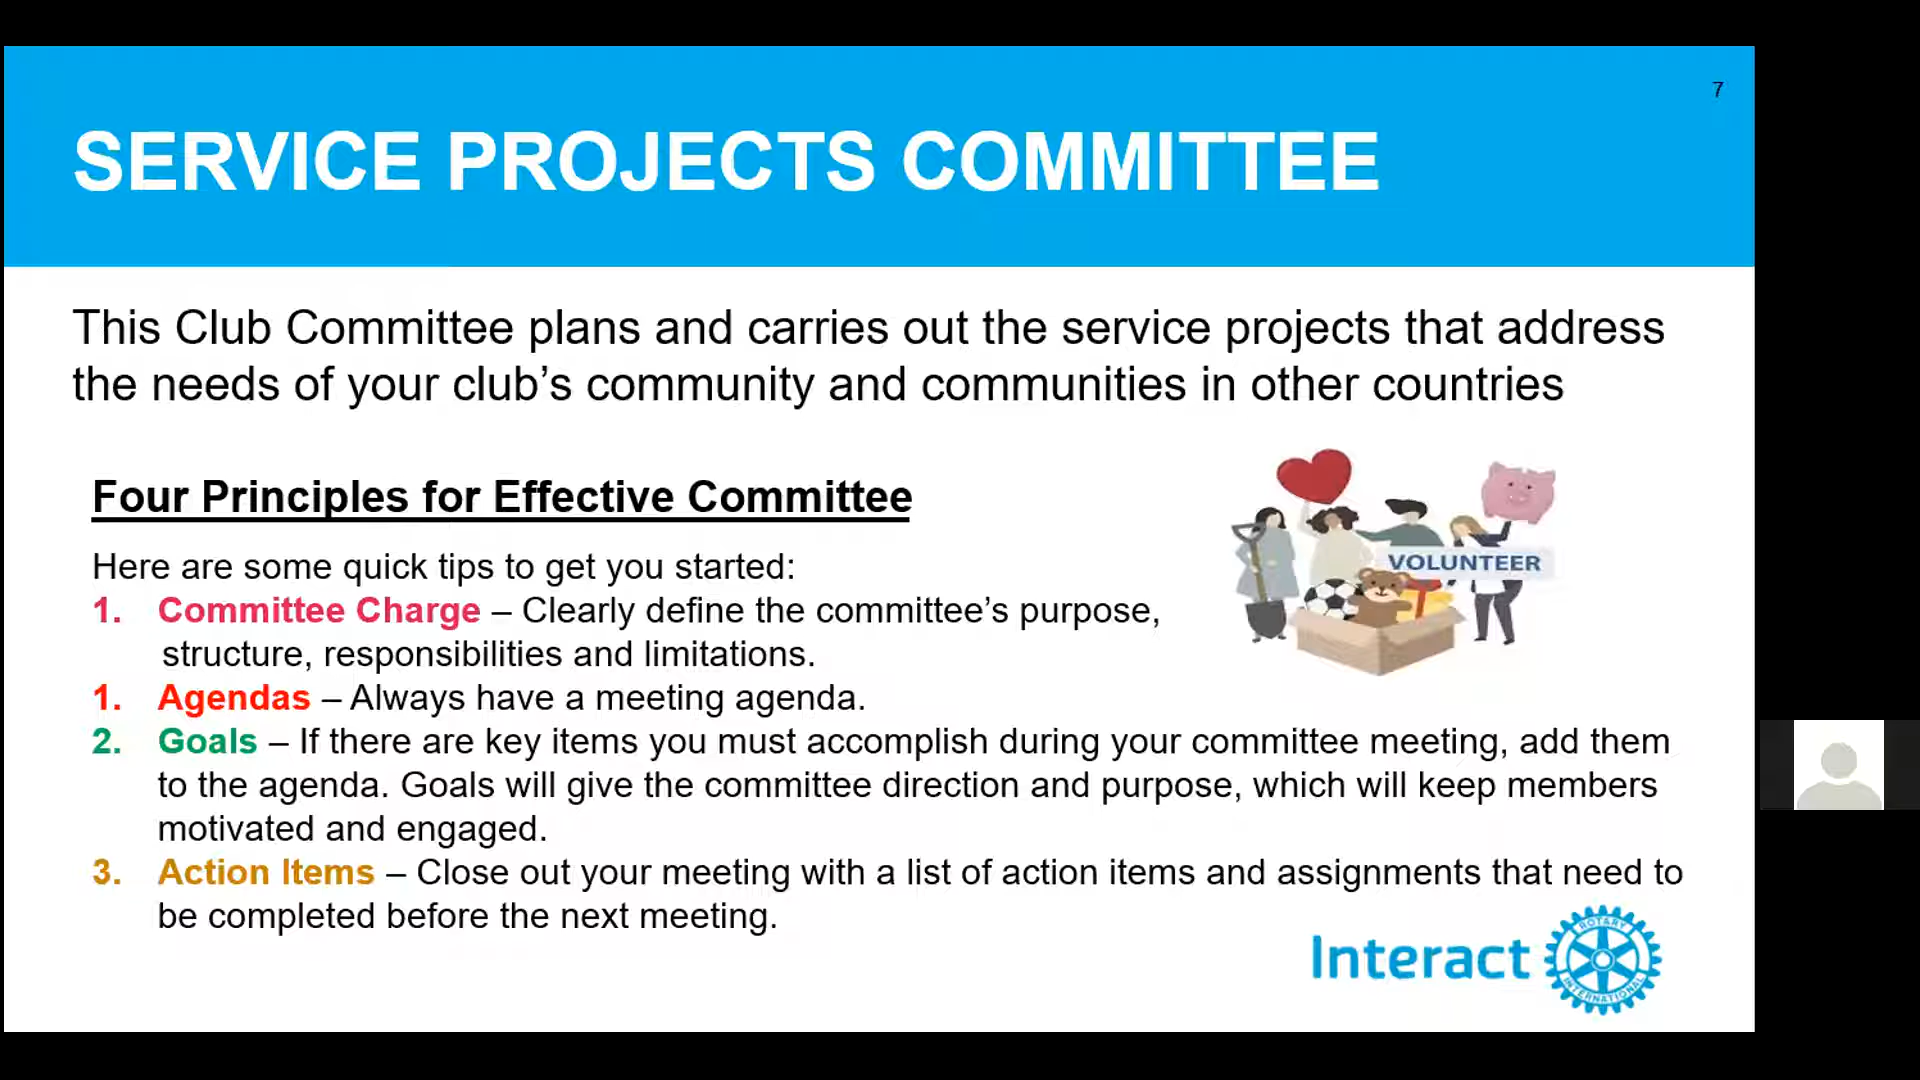 7
SERVICE PROJECTS COMMITTEE
This Club Committee plans and carries out the service projects that address
the needs of your club’s community and communities in other countries
Four Principles for Effective Committee
Here are some quick tips to get you started:
1. Committee Charge – Clearly define the committee’s purpose,
structure, responsibilities and limitations.
1. Agendas – Always have a meeting agenda.
2. Goals – If there are key items you must accomplish during your committee meeting, add them
to the agenda. Goals will give the committee direction and purpose, which will keep members
motivated and engaged.
3. Action Items – Close out your meeting with a list of action items and assignments that need to
be completed before the next meeting.
VOLUNTEER
Interact
ROTARY
INTERNATIONAL